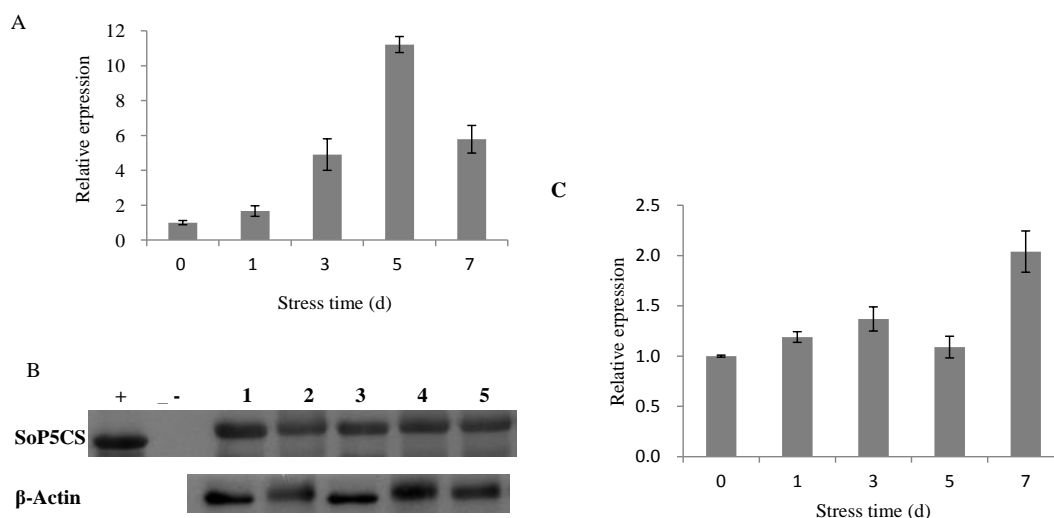 A
Relative erpression
12
10
8
6
4
2
0
0 1 3 5 7
Stress time (d)
B
+ _ - 1 2 3 4 5
SoP5CS
β-Actin
C
Relative erpression
2.5
2.0
1.5
1.0
0.5
0.0
0 1 3 5 7
Stress time (d)